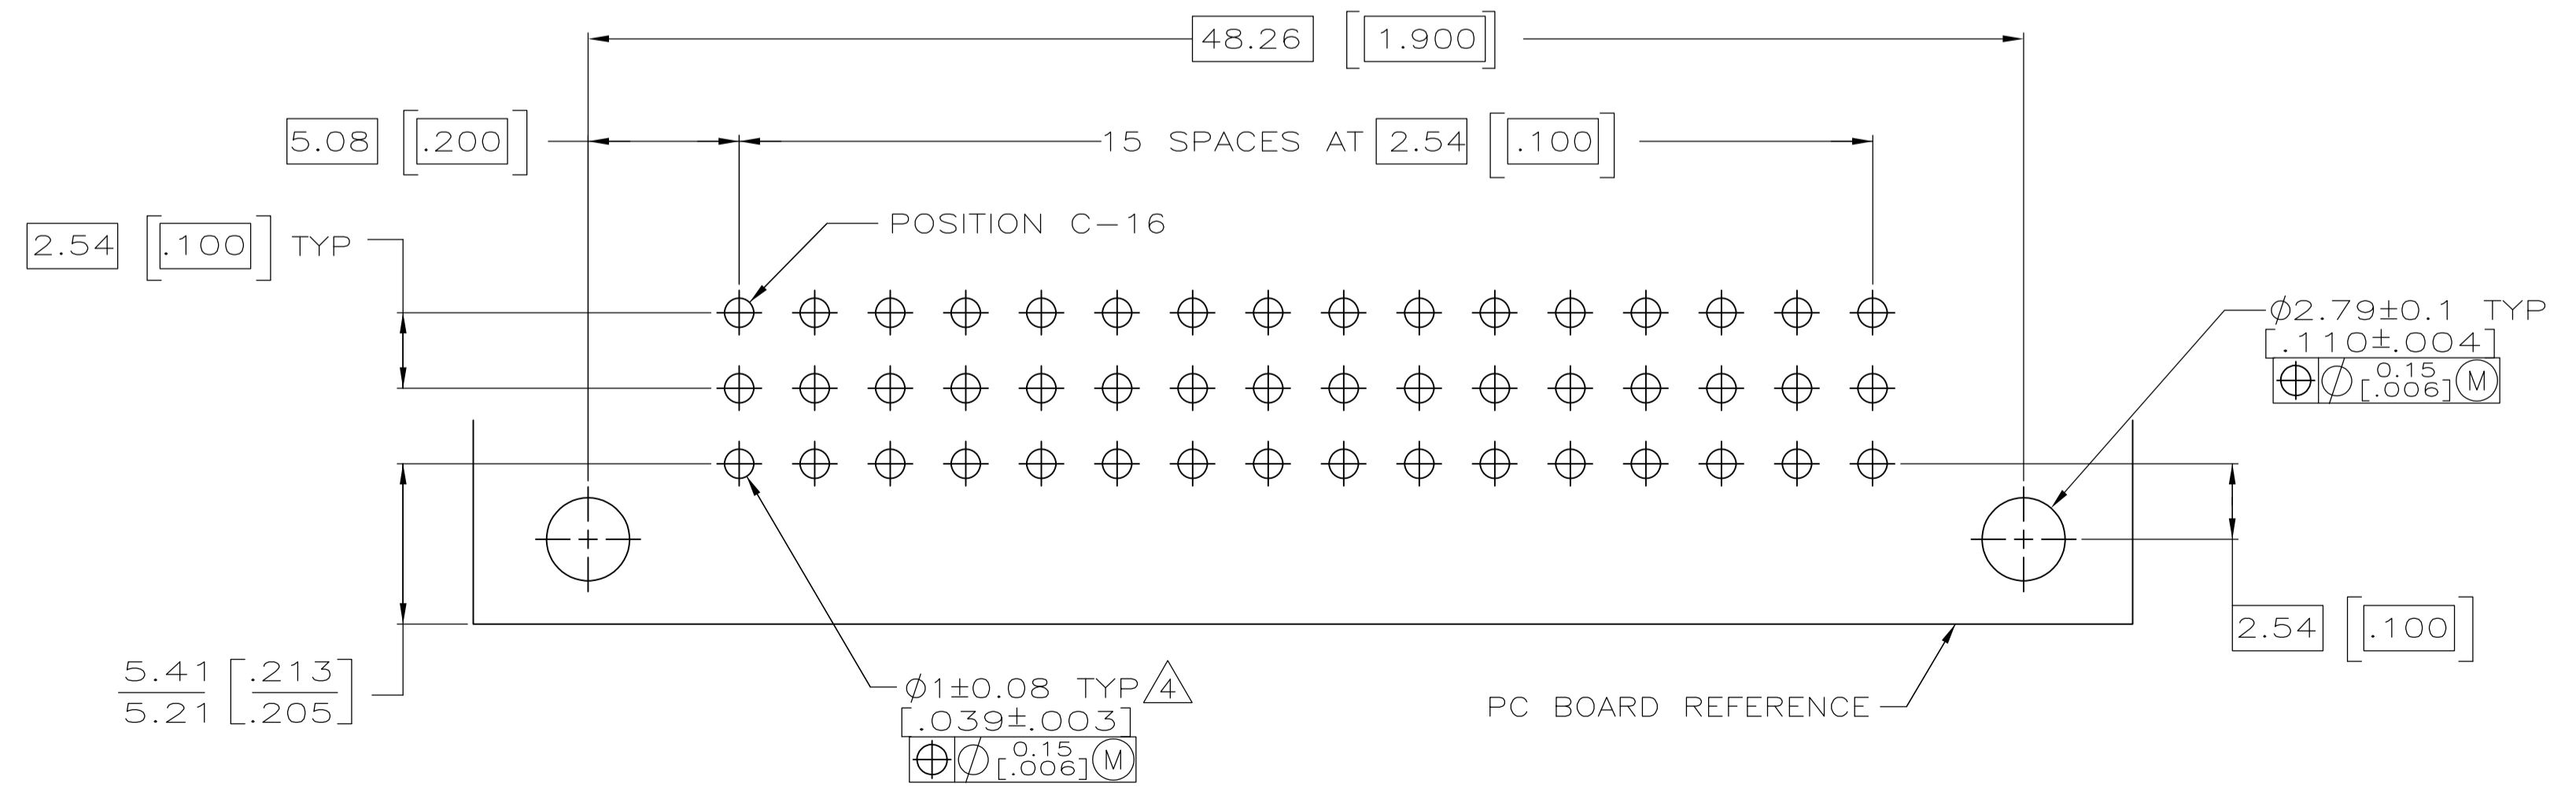 48.26 [1.900]
5.08 [.200]
15 SPACES AT 2.54 [.100]
POSITION C-16
2.54 [.100] TYP
⌀2.79±0.1 TYP
[.110±.004]
⌖ ⌀ 0.15 [.006] Ⓜ
2.54 [.100]
5.41 [.213]
5.21 [.205]
⌀1±0.08 TYP 4
[.039±.003]
⌖ ⌀ 0.15 [.006] Ⓜ
PC BOARD REFERENCE